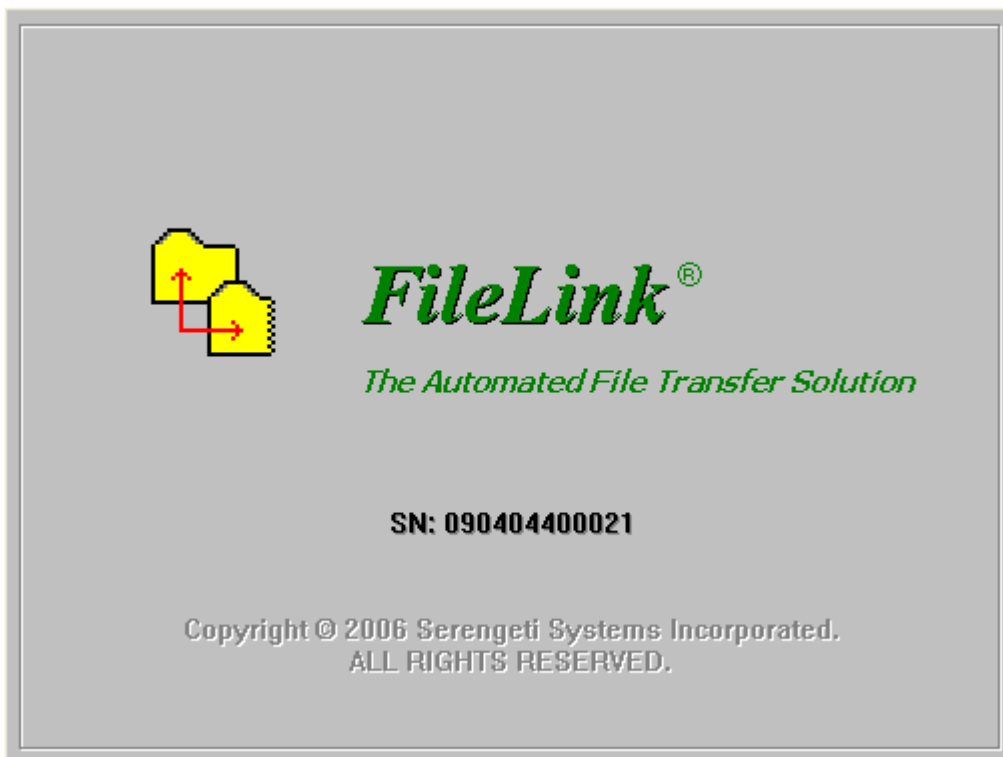 FileLink®
The Automated File Transfer Solution
SN: 090404400021
Copyright © 2006 Serengeti Systems Incorporated.
ALL RIGHTS RESERVED.